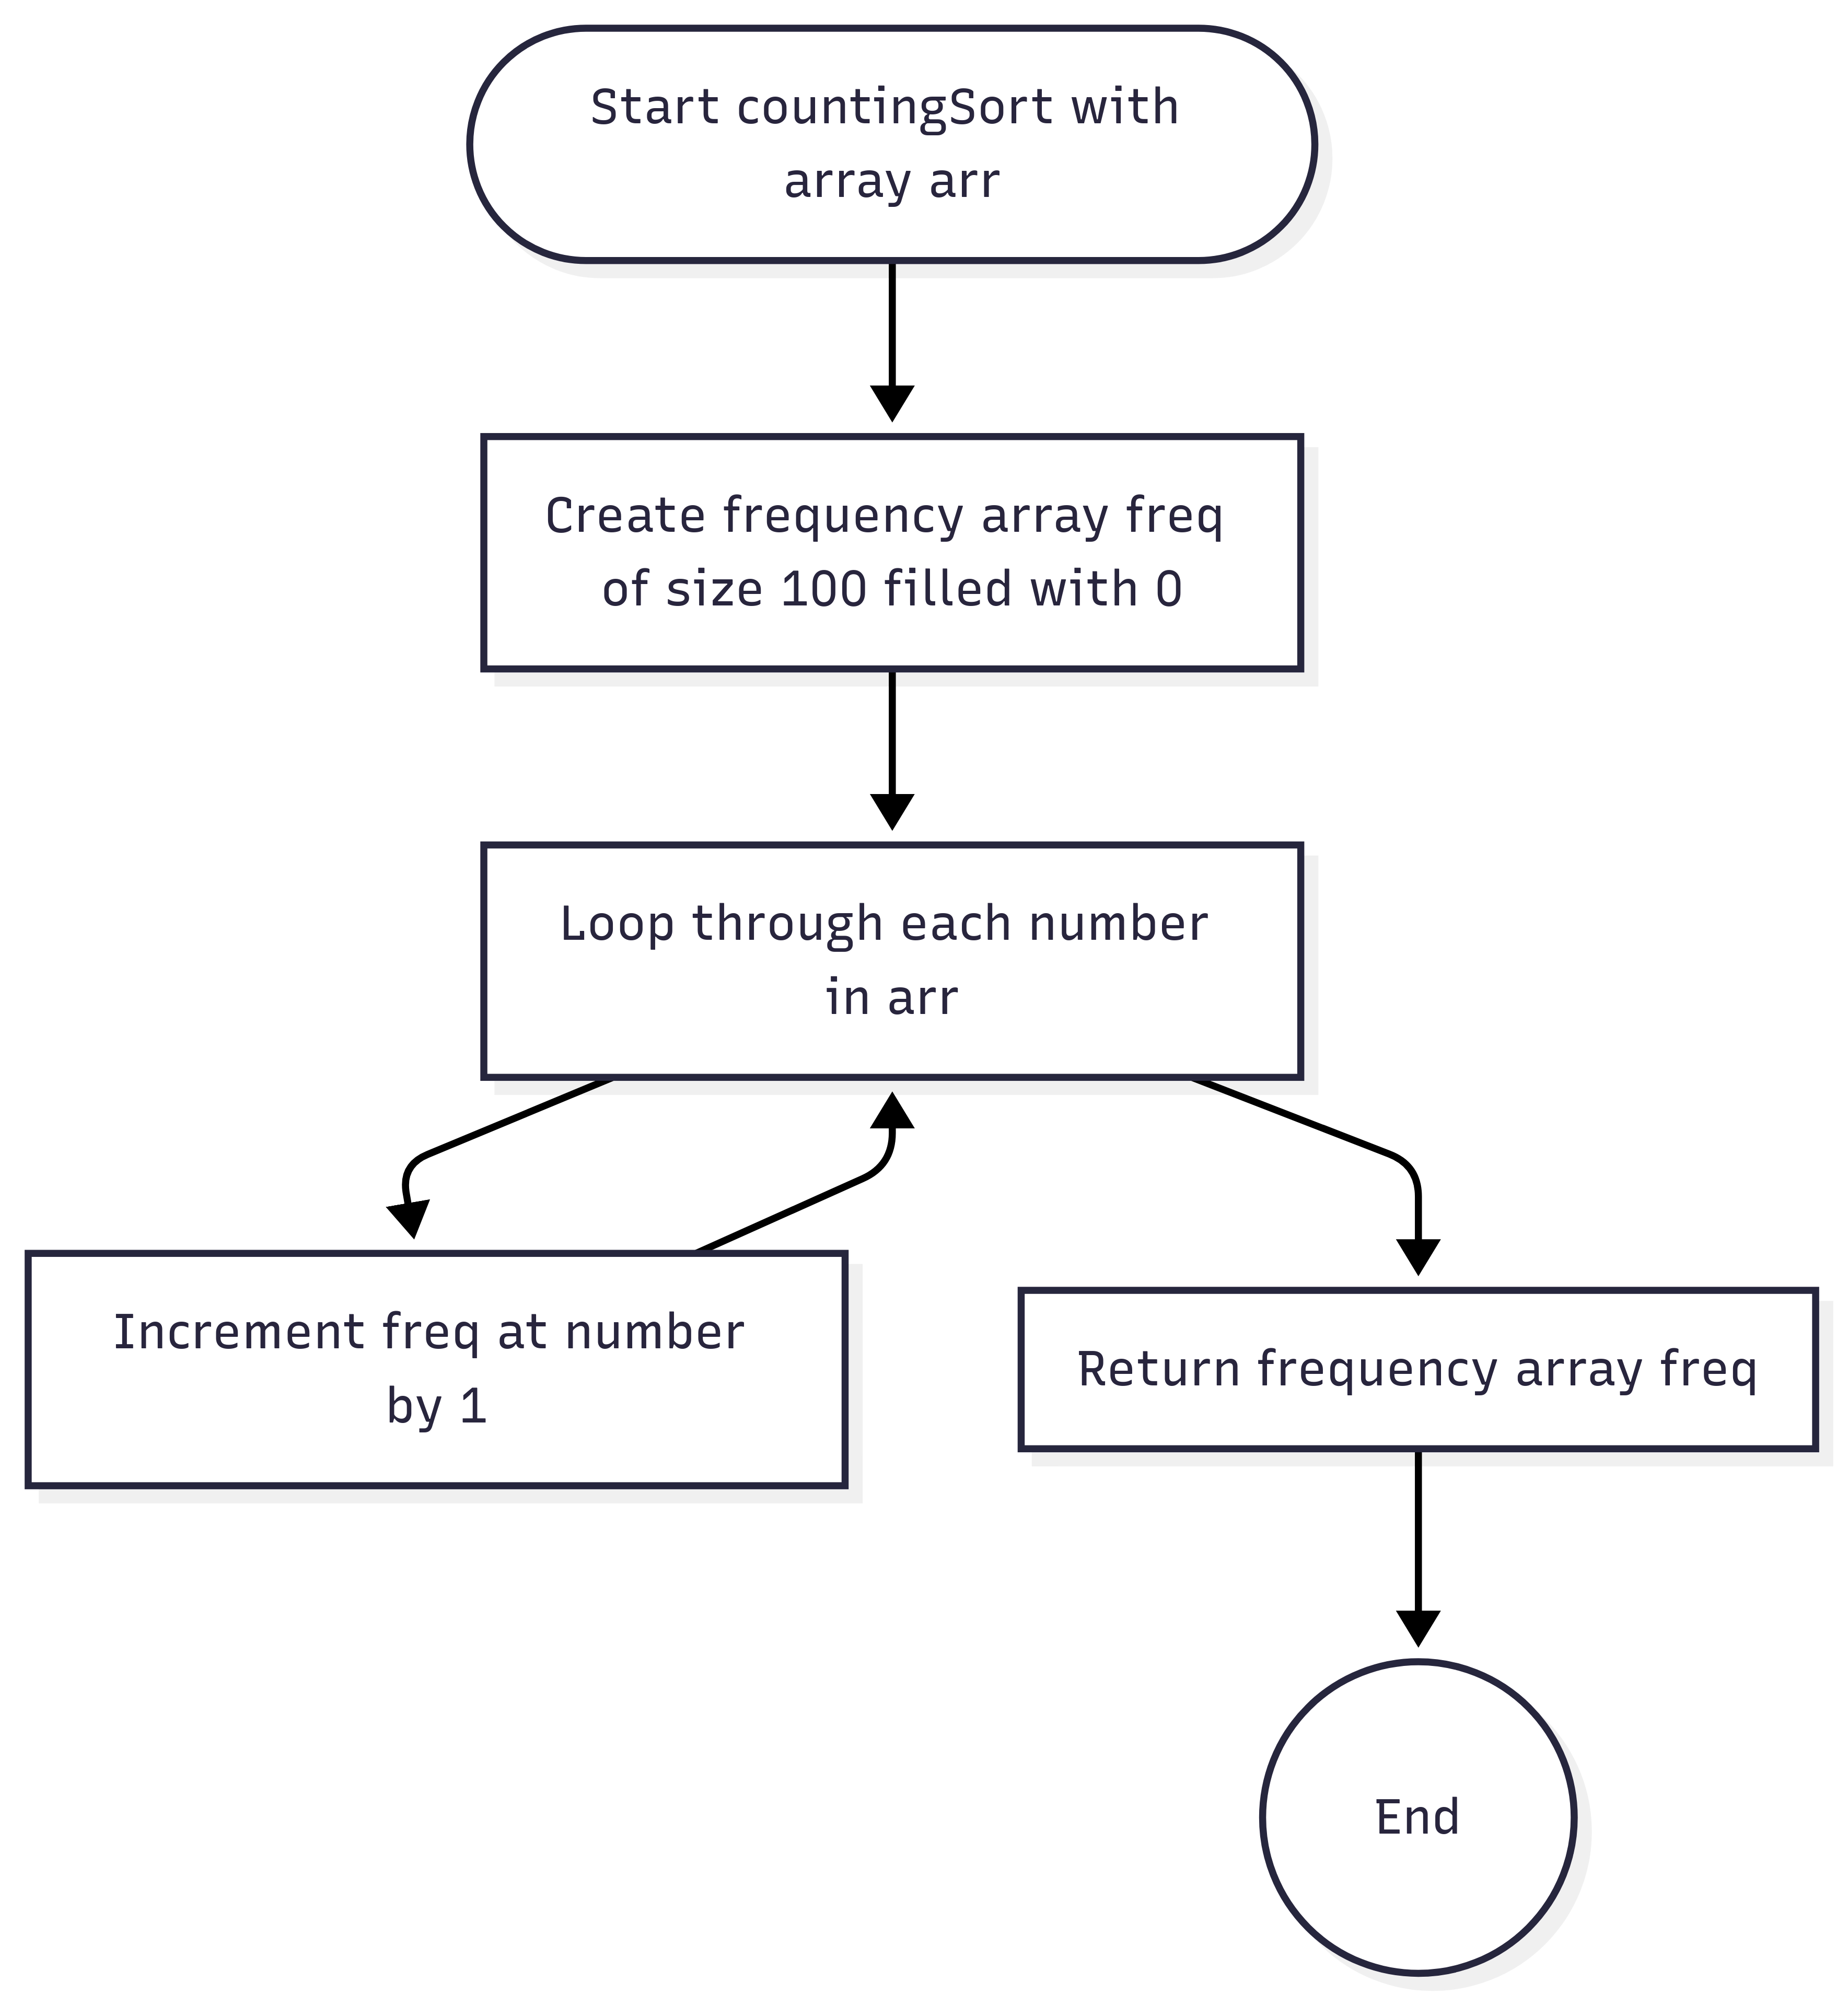 Start countingSort with
array arr
Create frequency array freq
of size 100 filled with 0
Loop through each number
in arr
Increment freq at number
by 1
Return frequency array freq
End